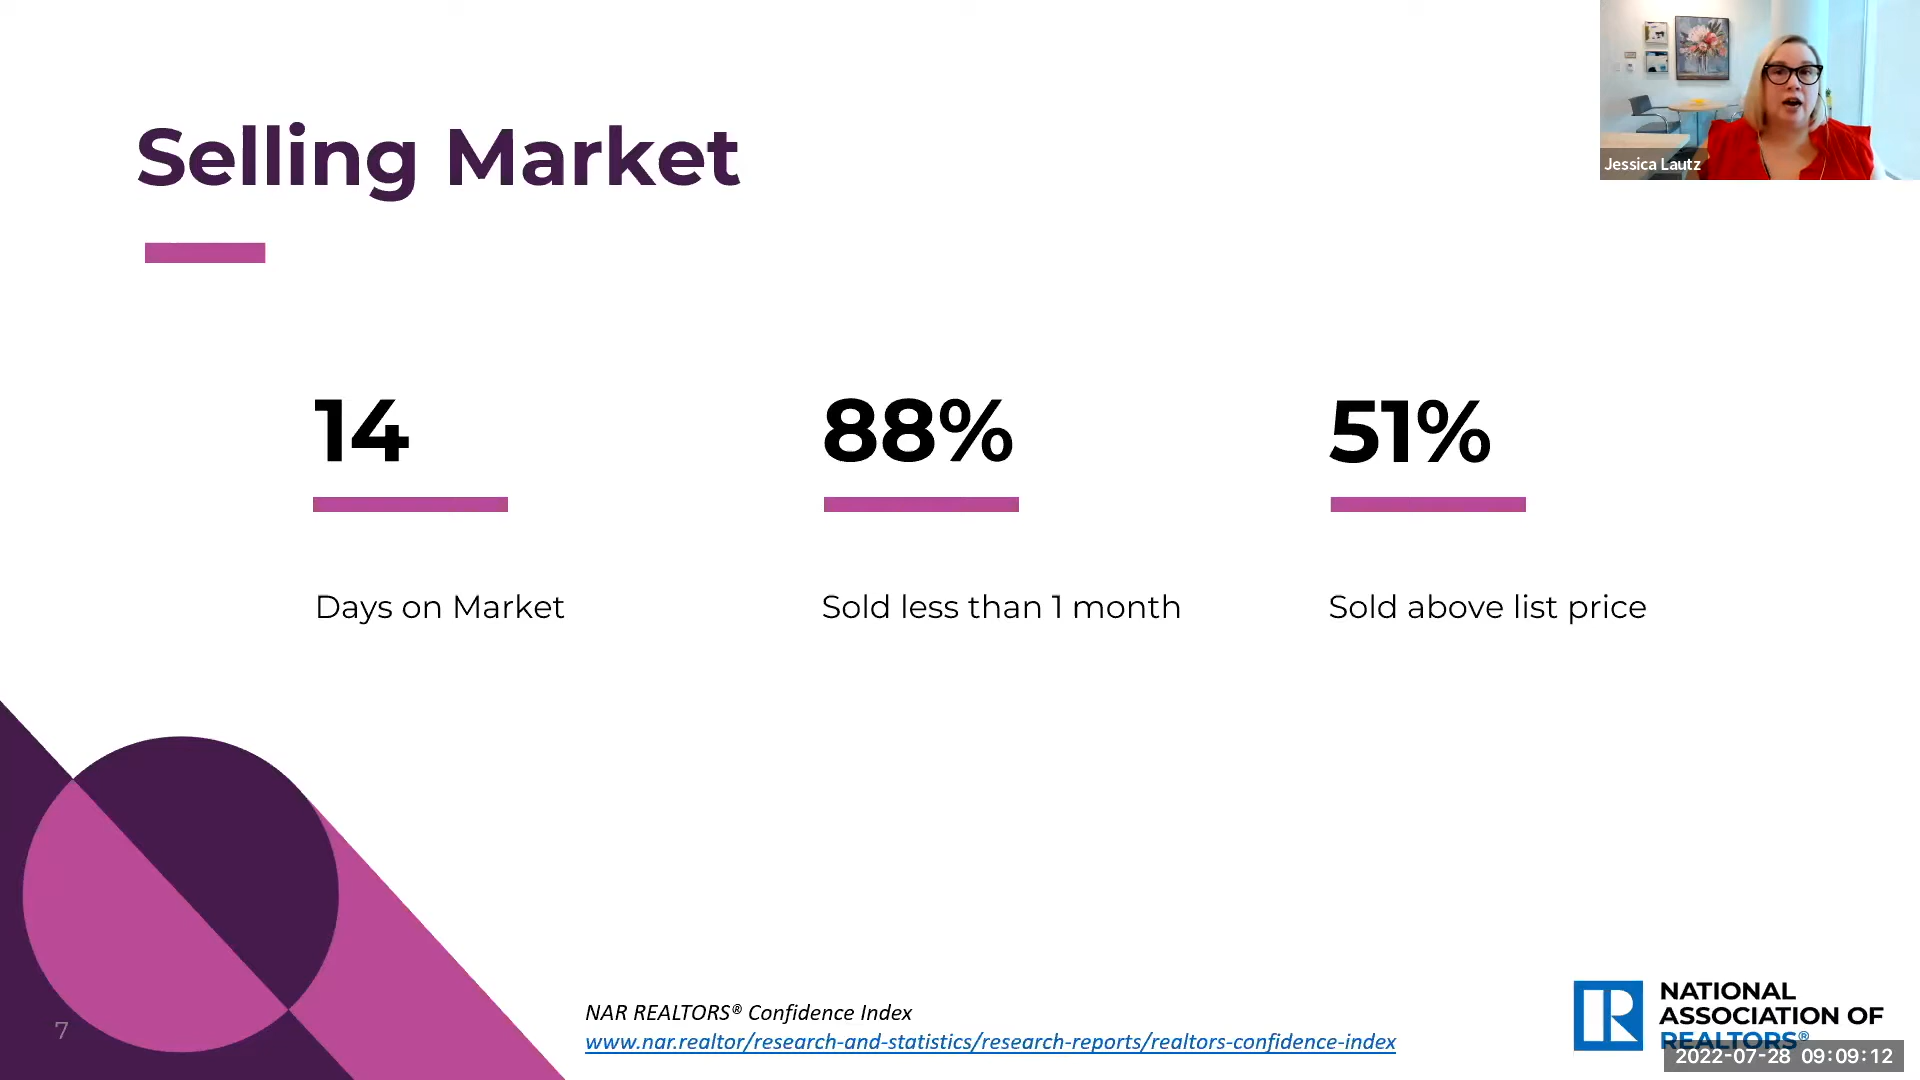 Selling Market
Jessica Lautz
14
88%
51%
Days on Market
Sold less than 1 month
Sold above list price
7
NAR REALTORS® Confidence Index
www.nar.realtor/research-and-statistics/research-reports/realtors-confidence-index
NATIONAL
ASSOCIATION OF
REALTORS®
2022-07-28 09:09:12